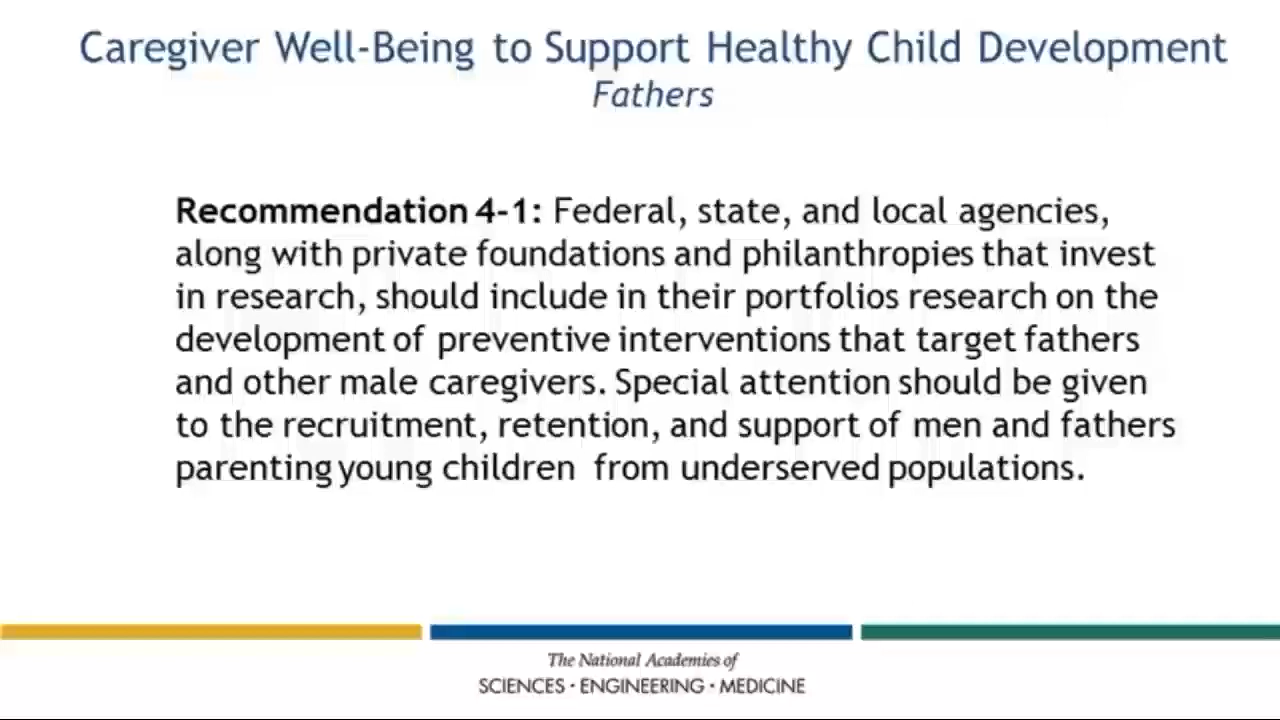 Caregiver Well-Being to Support Healthy Child Development
Fathers
Recommendation 4-1: Federal, state, and local agencies,
along with private foundations and philanthropies that invest
in research, should include in their portfolios research on the
development of preventive interventions that target fathers
and other male caregivers. Special attention should be given
to the recruitment, retention, and support of men and fathers
parenting young children from underserved populations.
The National Academies of
SCIENCES · ENGINEERING · MEDICINE